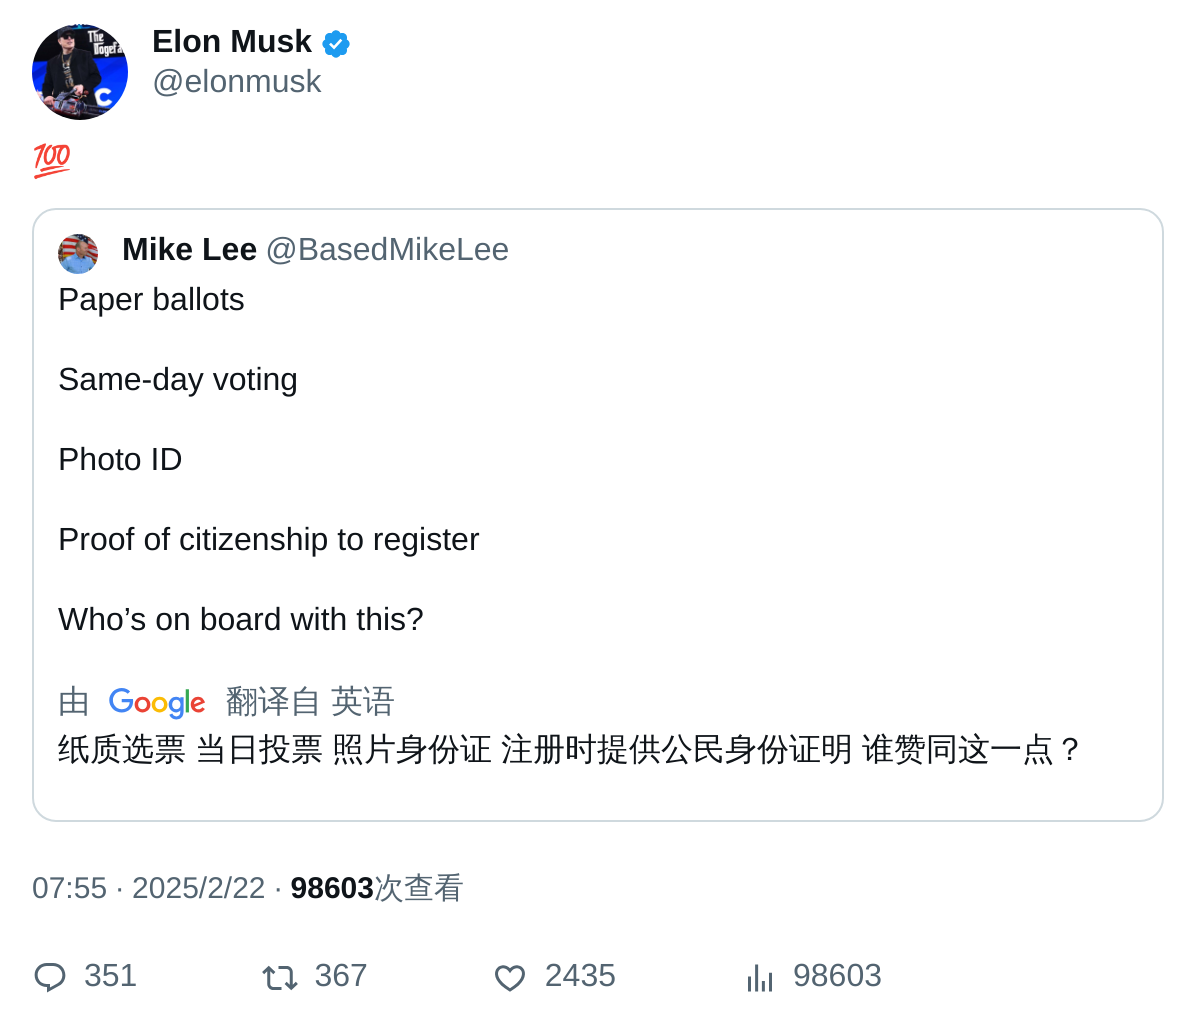 The
Dogefa
C
Elon Musk
@elonmusk
💯
Mike Lee @BasedMikeLee
Paper ballots
Same-day voting
Photo ID
Proof of citizenship to register
Who’s on board with this?
由 Google 翻译自 英语
纸质选票 当日投票 照片身份证 注册时提供公民身份证明 谁赞同这一点？
07:55 · 2025/2/22 · 98603次查看
351 367 2435 98603